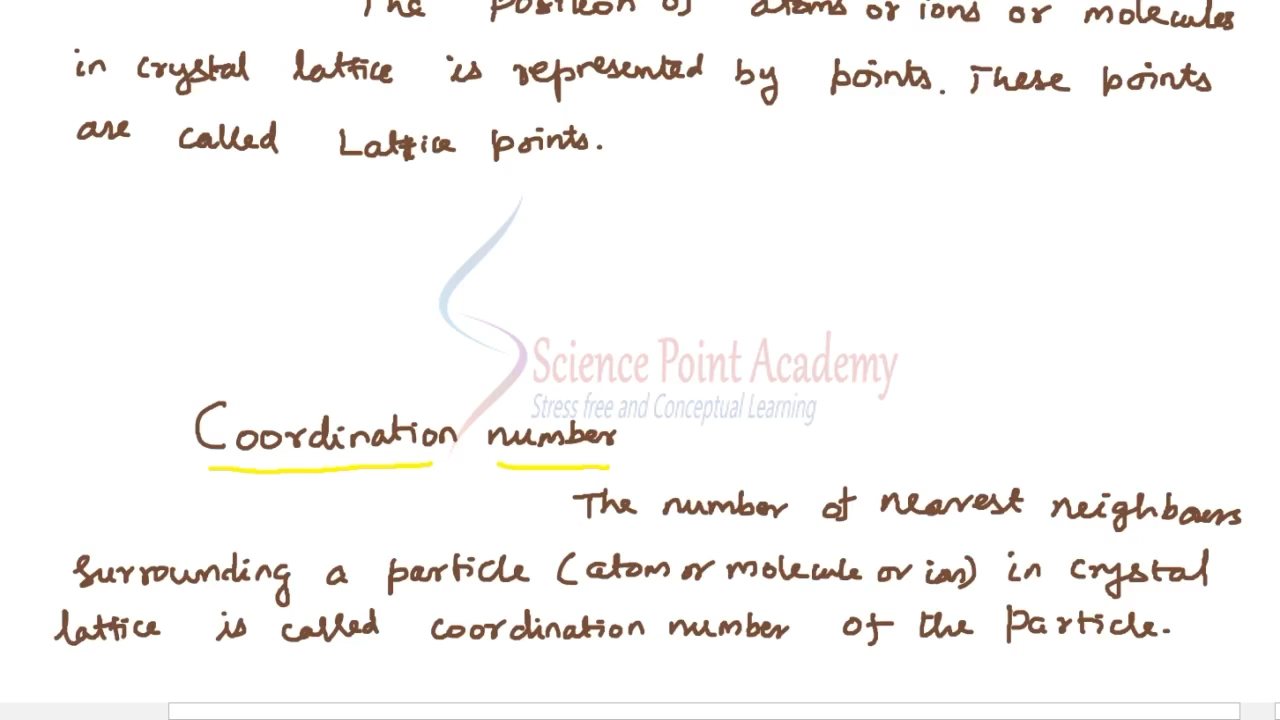 The position of atoms or ions or molecules
in crystal lattice is represented by points. These points
are called Lattice points.
Science Point Academy
Stress free and Conceptual Learning
Coordination number
The number of nearest neighbours
surrounding a particle (atom or molecule or ion) in crystal
lattice is called coordination number of the Particle.